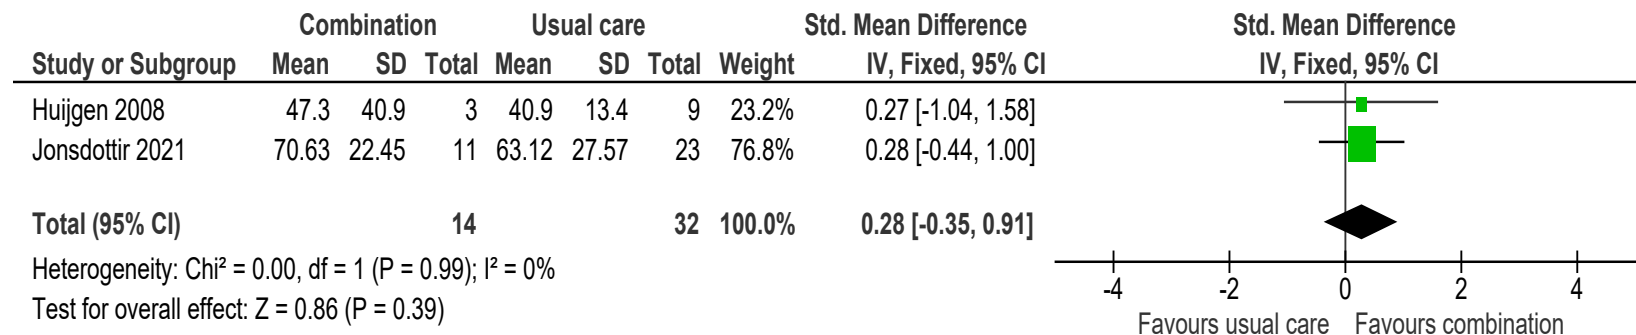 Combination Usual care Std. Mean Difference Std. Mean Difference
Study or Subgroup Mean SD Total Mean SD Total Weight IV, Fixed, 95% CI IV, Fixed, 95% CI
Huijgen 2008 47.3 40.9 3 40.9 13.4 9 23.2% 0.27 [-1.04, 1.58]
Jonsdottir 2021 70.63 22.45 11 63.12 27.57 23 76.8% 0.28 [-0.44, 1.00]
Total (95% CI) 14 32 100.0% 0.28 [-0.35, 0.91]
Heterogeneity: Chi² = 0.00, df = 1 (P = 0.99); I² = 0%
Test for overall effect: Z = 0.86 (P = 0.39)
-4 -2 0 2 4
Favours usual care Favours combination